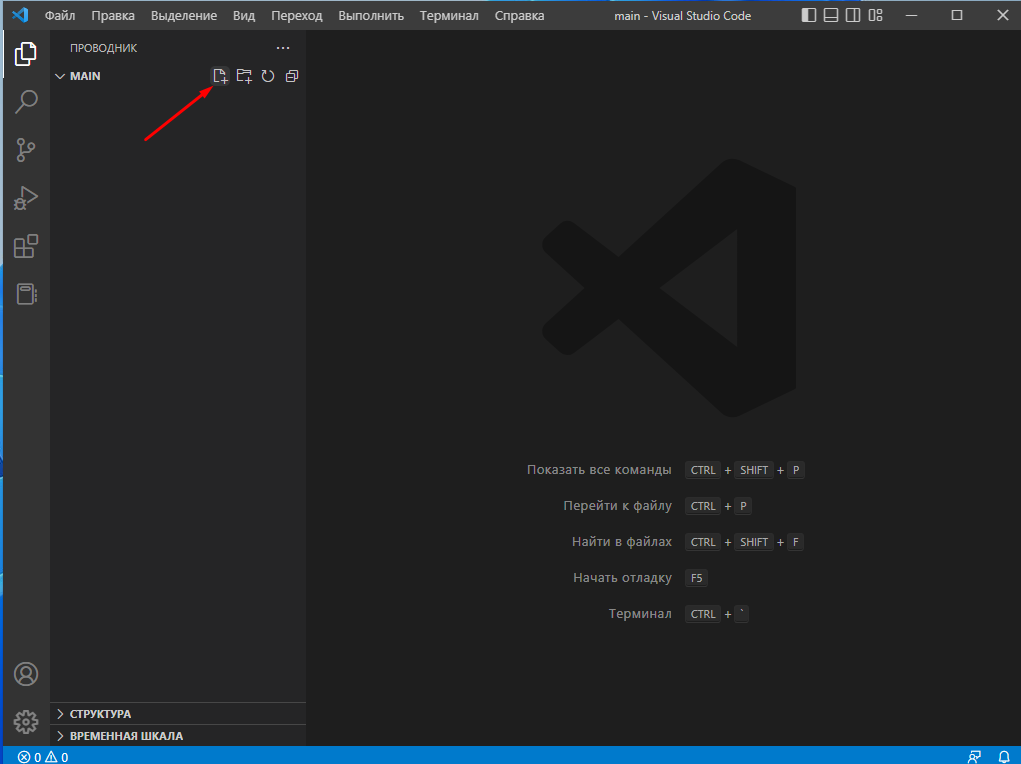 Файл Правка Выделение Вид Переход Выполнить Терминал Справка main - Visual Studio Code
ПРОВОДНИК
MAIN
Показать все команды CTRL + SHIFT + P
Перейти к файлу CTRL + P
Найти в файлах CTRL + SHIFT + F
Начать отладку F5
Терминал CTRL + `
СТРУКТУРА
ВРЕМЕННАЯ ШКАЛА
0 0